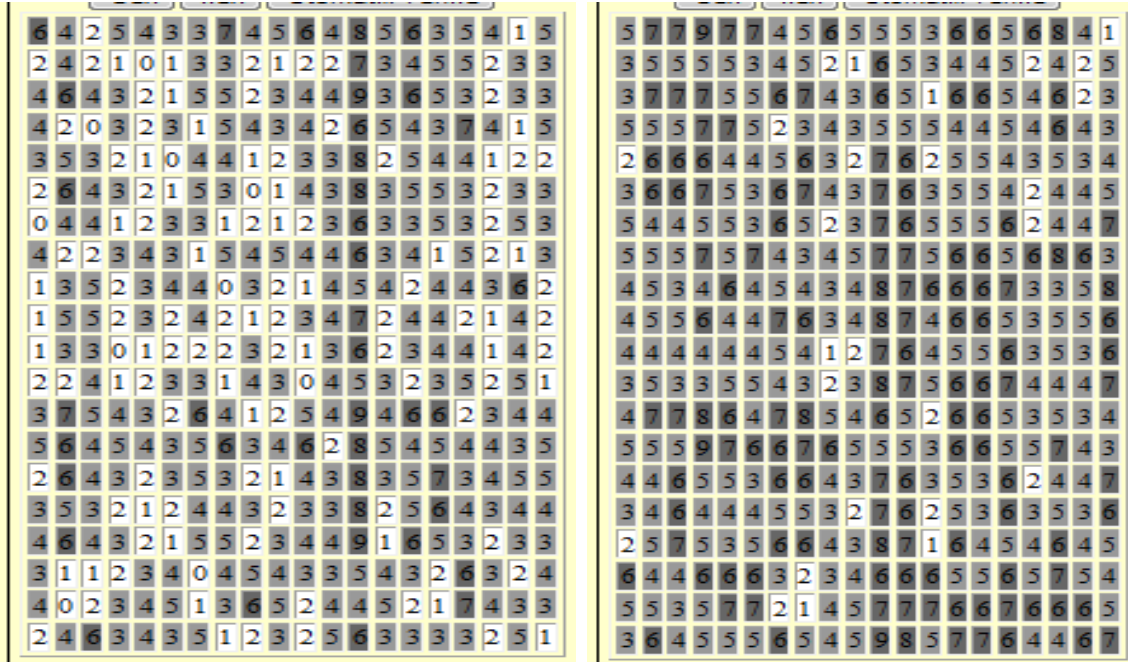 6 4 2 5 4 3 3 7 4 5 6 4 8 5 6 3 5 4 1 5
2 4 2 1 0 1 3 3 2 1 2 2 7 3 4 5 5 2 3 3
4 6 4 3 2 1 5 5 2 3 4 4 9 3 6 5 3 2 3 3
4 2 0 3 2 3 1 5 4 3 4 2 6 5 4 3 7 4 1 5
3 5 3 2 1 0 4 4 1 2 3 3 8 2 5 4 4 1 2 2
2 6 4 3 2 1 5 3 0 1 4 3 8 3 5 5 3 2 3 3
0 4 4 1 2 3 3 1 2 1 2 3 6 3 3 5 3 2 5 3
4 2 2 3 4 3 1 5 4 5 4 4 6 3 4 1 5 2 1 3
1 3 5 2 3 4 4 0 3 2 1 4 5 4 2 4 4 3 6 2
1 5 5 2 3 2 4 2 1 2 3 4 7 2 4 4 2 1 4 2
1 3 3 0 1 2 2 2 3 2 1 3 6 2 3 4 4 1 4 2
2 2 4 1 2 3 3 1 4 3 0 4 5 3 2 3 5 2 5 1
3 7 5 4 3 2 6 4 1 2 5 4 9 4 6 6 2 3 4 4
5 6 4 5 4 3 5 6 3 4 6 2 8 5 4 5 4 4 3 5
2 6 4 3 2 3 5 3 2 1 4 3 8 3 5 7 3 4 5 5
3 5 3 2 1 2 4 4 3 2 3 3 8 2 5 6 4 3 4 4
4 6 4 3 2 1 5 5 2 3 4 4 9 1 6 5 3 2 3 3
3 1 1 2 3 4 0 4 5 4 3 3 5 4 3 2 6 3 2 4
4 0 2 3 4 5 1 3 6 5 2 4 4 5 2 1 7 4 3 3
2 4 6 3 4 3 5 1 2 3 2 5 6 3 3 3 3 2 5 1
5 7 7 9 7 7 4 5 6 5 5 5 3 6 6 5 6 8 4 1
3 5 5 5 5 3 4 5 2 1 6 5 3 4 4 5 2 4 2 5
3 7 7 7 5 5 6 7 4 3 6 5 1 6 6 5 4 6 2 3
5 5 5 7 7 5 2 3 4 3 5 5 5 4 4 5 4 6 4 3
2 6 6 6 4 4 5 6 3 2 7 6 2 5 5 4 3 5 3 4
3 6 6 7 5 3 6 7 4 3 7 6 3 5 5 4 2 4 4 5
5 4 4 5 5 3 6 5 2 3 7 6 5 5 5 6 2 4 4 7
5 5 5 7 5 7 4 3 4 5 7 7 5 6 6 5 6 8 6 3
4 5 3 4 6 4 5 4 3 4 8 7 6 6 6 7 3 3 5 8
4 5 5 6 4 4 7 6 3 4 8 7 4 6 6 5 3 5 5 6
4 4 4 4 4 4 5 4 1 2 7 6 4 5 5 6 3 5 3 6
3 5 3 3 5 5 4 3 2 3 8 7 5 6 6 7 4 4 4 7
4 7 7 8 6 4 7 8 5 4 6 5 2 6 6 5 3 5 3 4
5 5 5 9 7 6 6 7 6 5 5 5 3 6 6 5 5 7 4 3
4 4 6 5 5 3 6 6 4 3 7 6 3 5 3 6 2 4 4 7
3 4 6 4 4 4 5 5 3 2 7 6 2 5 3 6 3 5 3 6
2 5 7 5 3 5 6 6 4 3 8 7 1 6 4 5 4 6 4 5
6 4 4 6 6 6 3 2 3 4 6 6 6 5 5 6 5 7 5 4
5 5 3 5 7 7 2 1 4 5 7 7 7 6 6 7 6 6 6 5
3 6 4 5 5 5 6 5 4 5 9 8 5 7 7 6 4 4 6 7